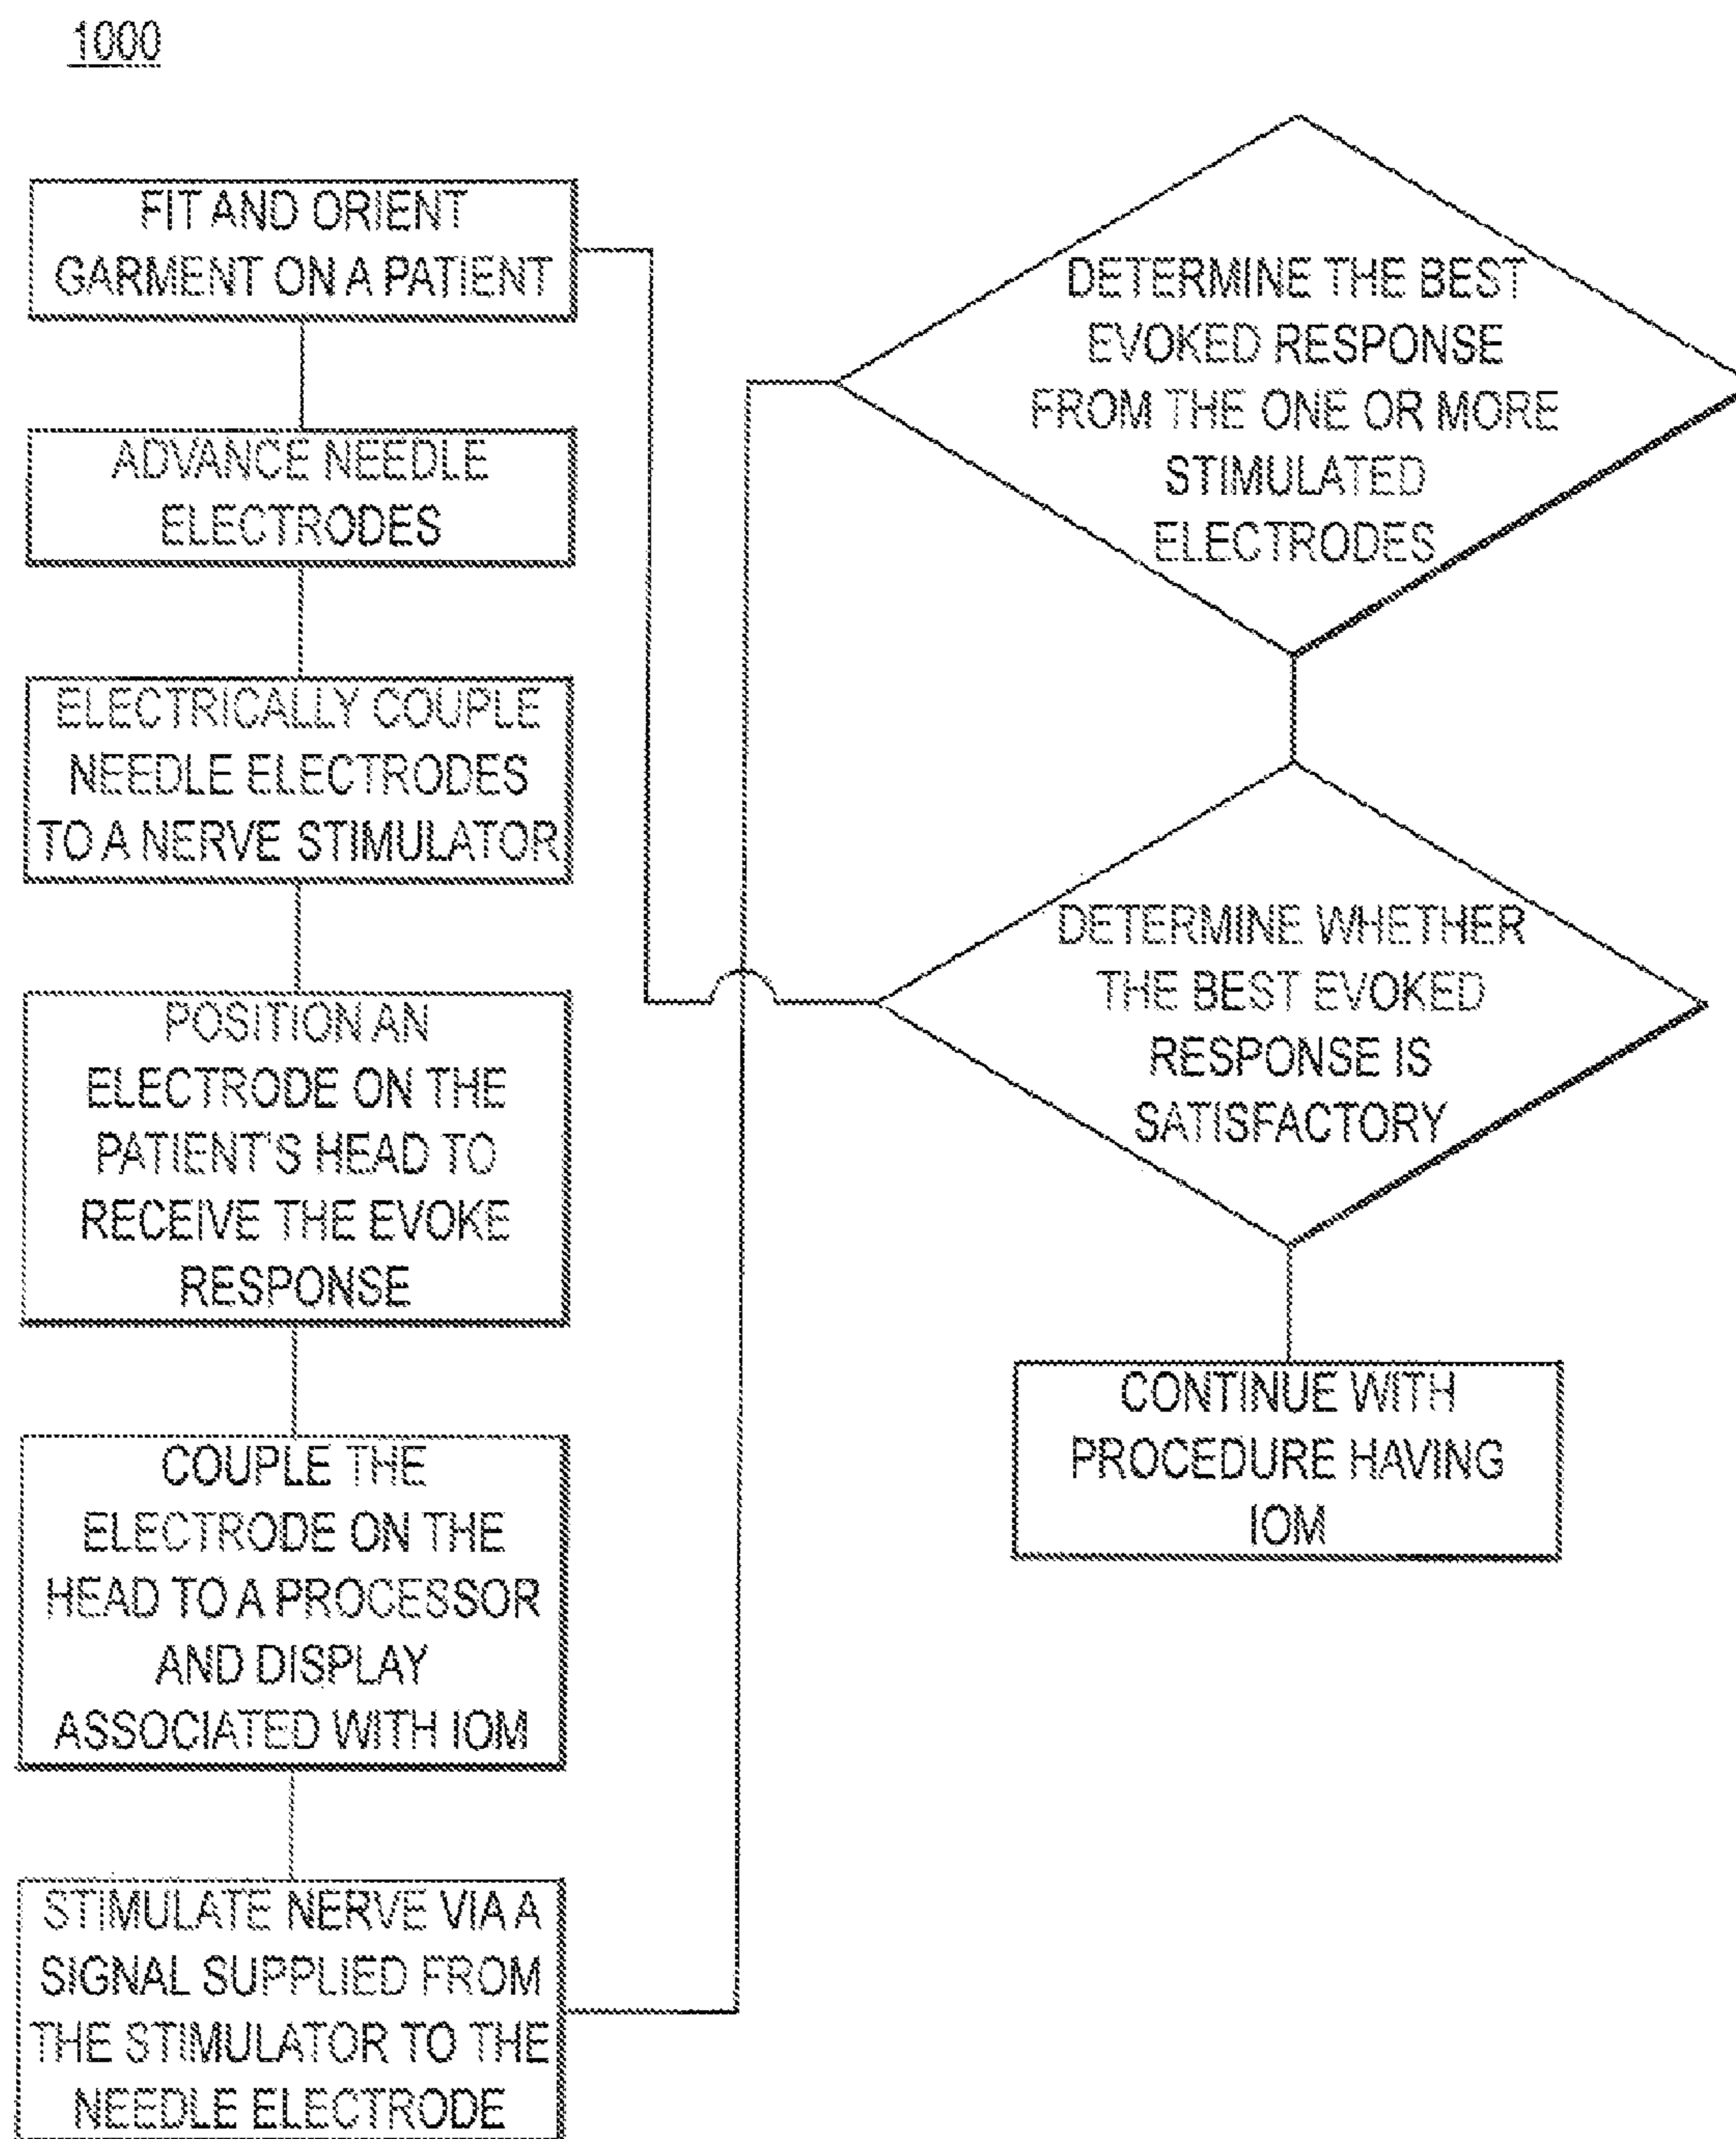 1000
FIT AND ORIENT
GARMENT ON A PATIENT
ADVANCE NEEDLE
ELECTRODES
ELECTRICALLY COUPLE
NEEDLE ELECTRODES
TO A NERVE STIMULATOR
POSITION AN
ELECTRODE ON THE
PATIENT'S HEAD TO
RECEIVE THE EVOKE
RESPONSE
COUPLE THE
ELECTRODE ON THE
HEAD TO A PROCESSOR
AND DISPLAY
ASSOCIATED WITH IOM
STIMULATE NERVE VIA A
SIGNAL SUPPLIED FROM
THE STIMULATOR TO THE
NEEDLE ELECTRODE
DETERMINE THE BEST
EVOKED RESPONSE
FROM THE ONE OR MORE
STIMULATED
ELECTRODES
DETERMINE WHETHER
THE BEST EVOKED
RESPONSE IS
SATISFACTORY
CONTINUE WITH
PROCEDURE HAVING
IOM